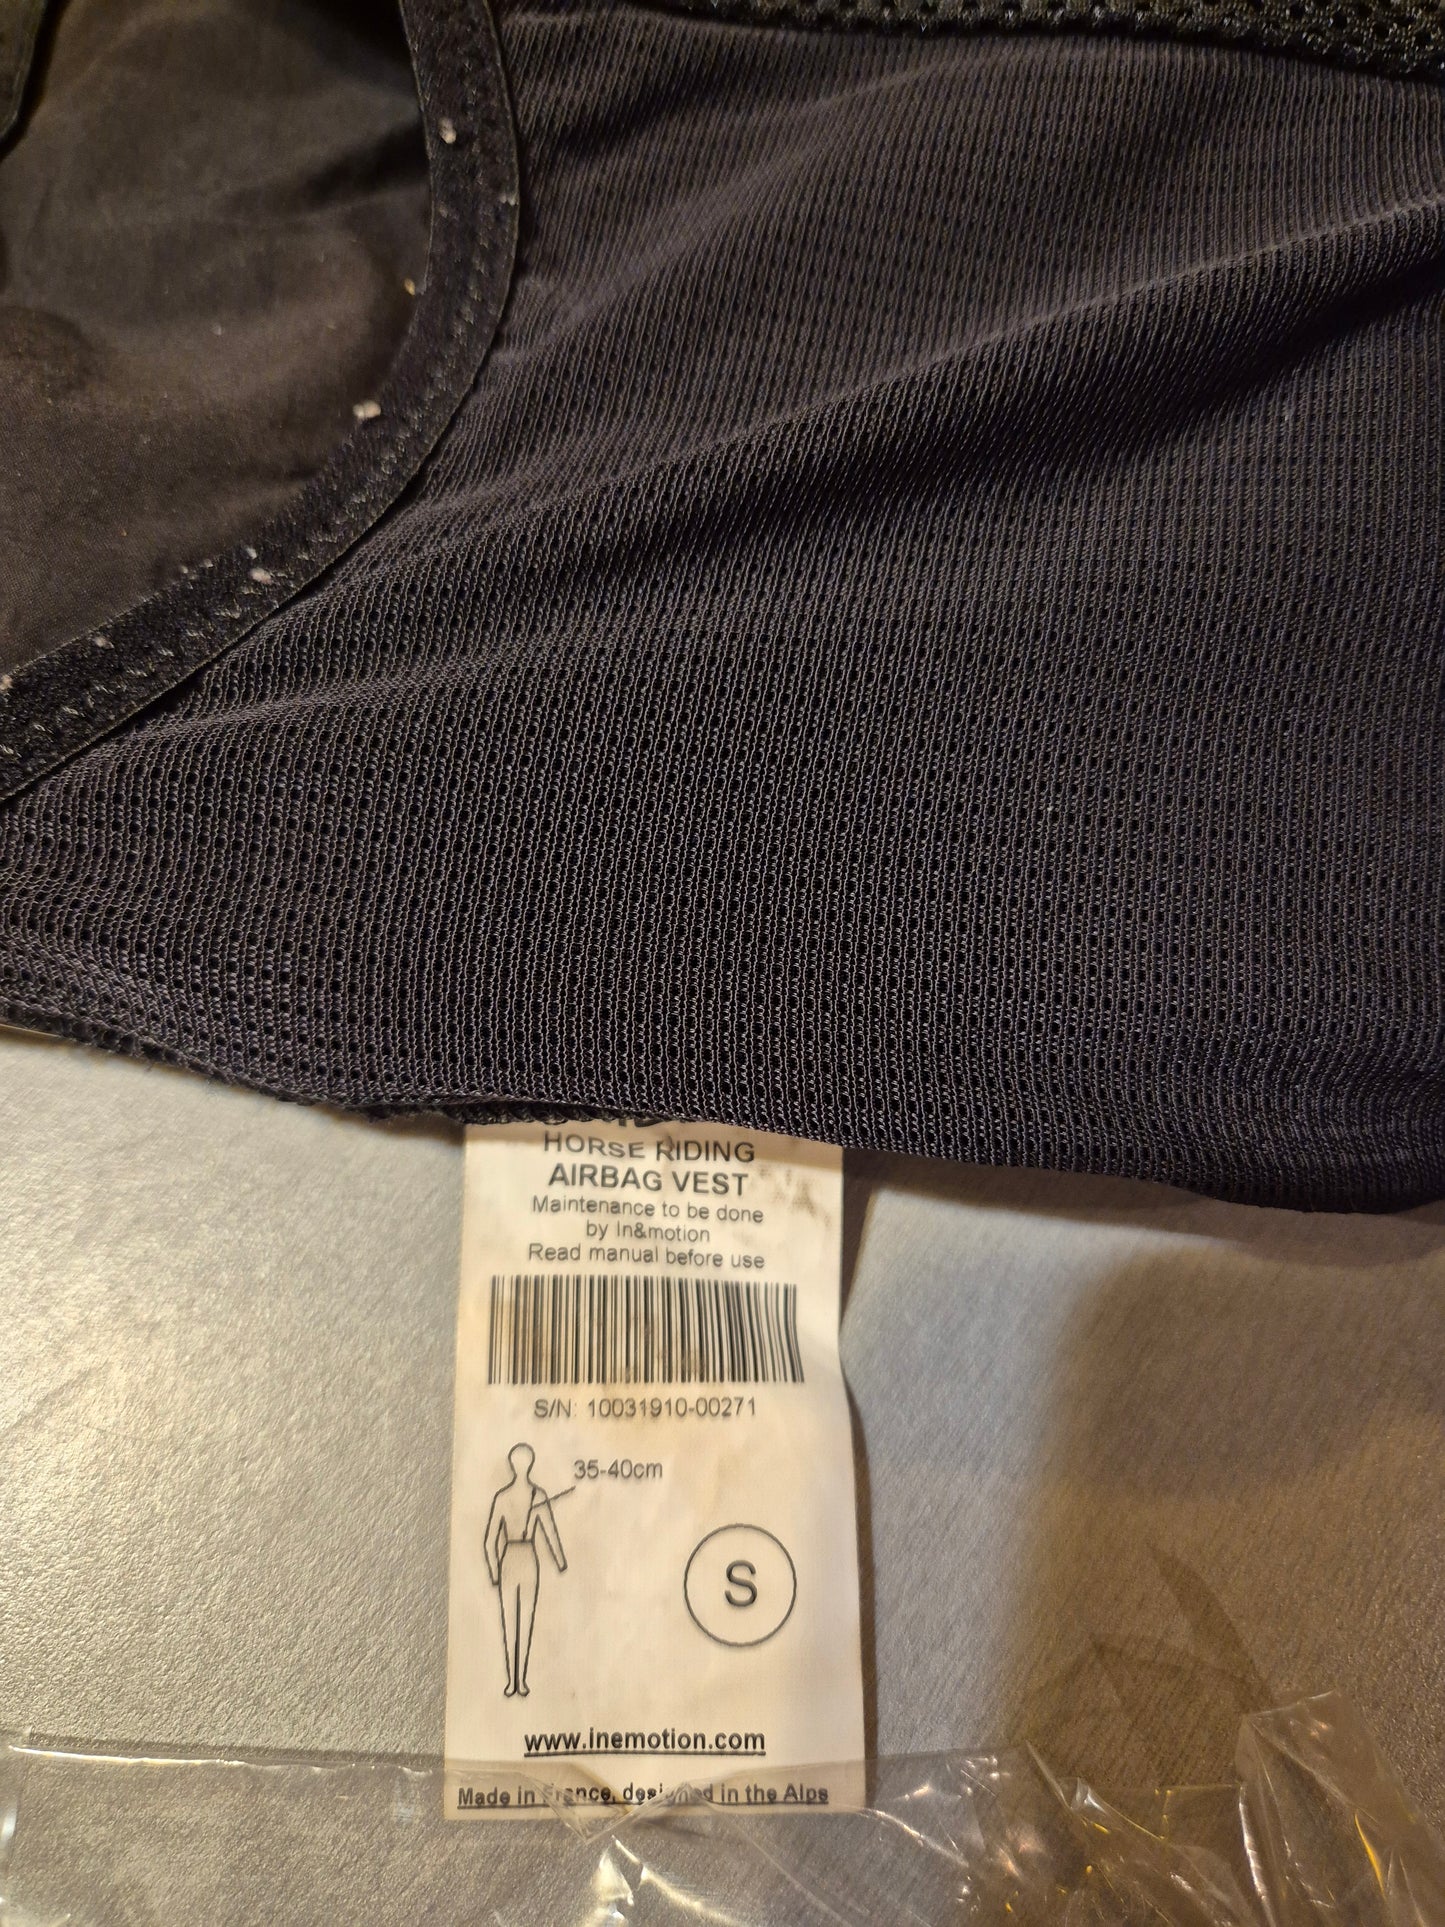 HORSE RIDING
AIRBAG VEST
Maintenance to be done
by In&motion
Read manual before use
S/N: 10031910-00271
35-40cm
S
www.inemotion.com
Made in France, designed in the Alps